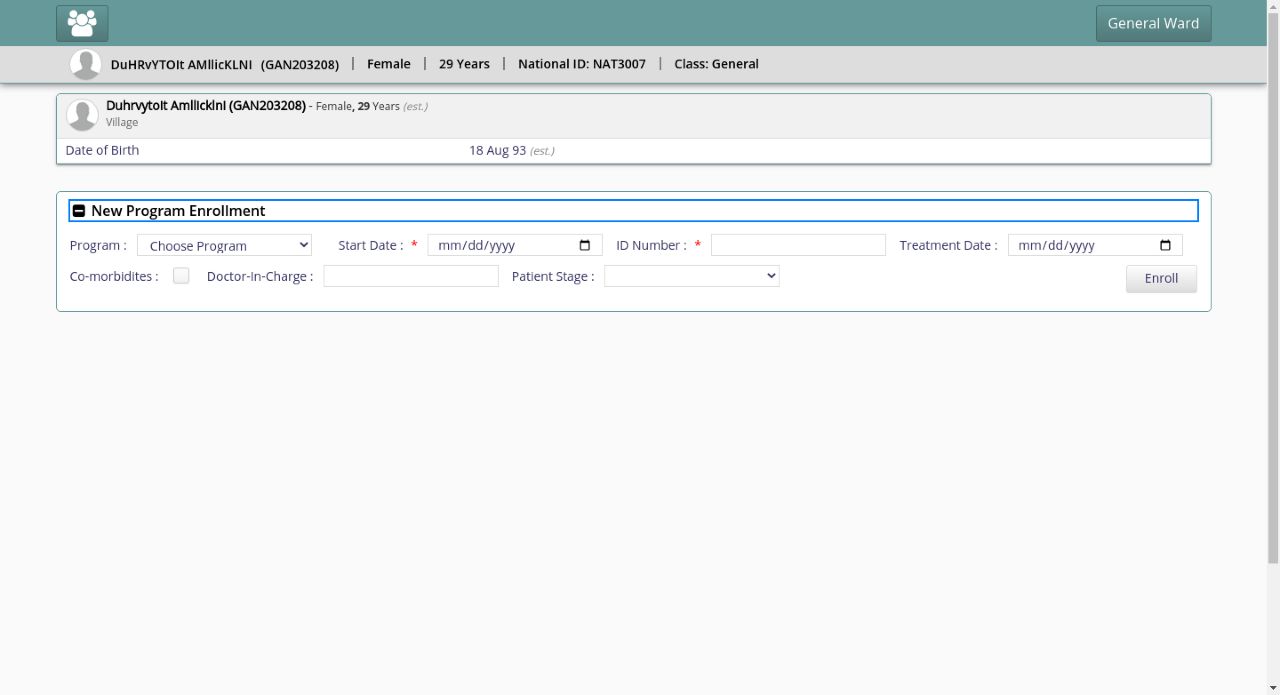 General Ward
DuHRvYTOIt AMllicKLNI (GAN203208) | Female | 29 Years | National ID: NAT3007 | Class: General
Duhrvytoit Amllicklni (GAN203208) - Female, 29 Years (est.)
Village
Date of Birth 18 Aug 93 (est.)
New Program Enrollment
Program : Choose Program Start Date : * mm/dd/yyyy ID Number : * Treatment Date : mm/dd/yyyy
Co-morbidites : Doctor-In-Charge : Patient Stage : Enroll